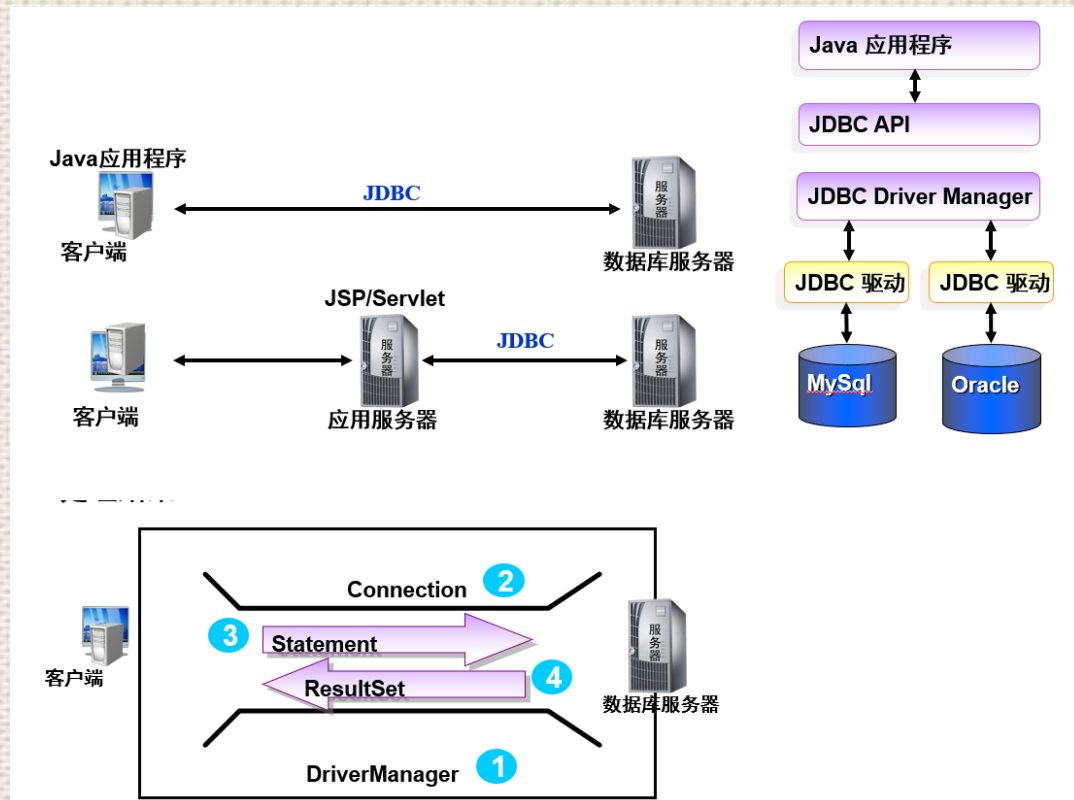 Java 应用程序
JDBC API
JDBC Driver Manager
JDBC 驱动
JDBC 驱动
MySql
Oracle
Java应用程序
JDBC
服务器
客户端
数据库服务器
JSP/Servlet
服务器
JDBC
服务器
客户端
应用服务器
数据库服务器
Connection 2
3 Statement
ResultSet 4
服务器
客户端
数据库服务器
DriverManager 1